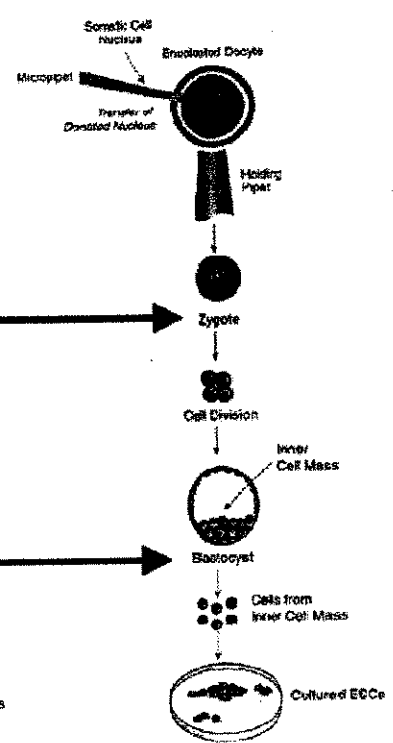 Somatic Cell
Nucleus
Enucleated Oocyte
Micropipet
Transfer of
Donated Nucleus
Holding
Pipet
Zygote
Cell Division
Inner
Cell Mass
Blastocyst
Cells from
Inner Cell Mass
s
Cultured ESCs